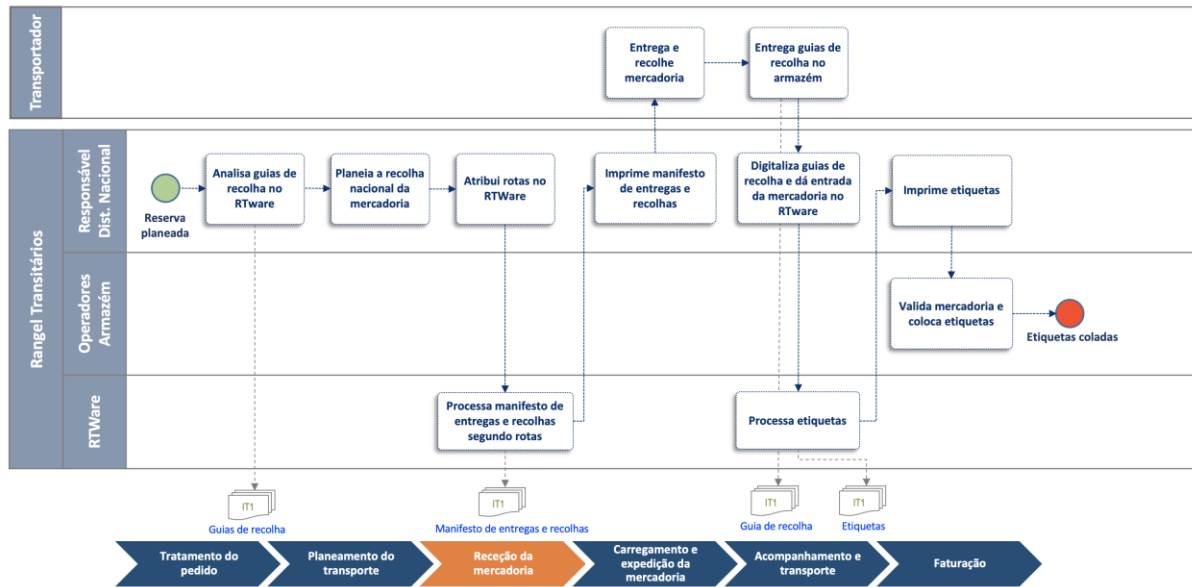 Transportador
Entrega e
recolhe
mercadoria
Entrega guias de
recolha no
armazém
Rangel Transitários
Responsável
Dist. Nacional
Reserva
planeada
Analisa guias de
recolha no
RTware
Planeia a recolha
nacional da
mercadoria
Atribui rotas no
RTWare
Imprime manifesto
de entregas e
recolhas
Digitaliza guias de
recolha e dá entrada
da mercadoria no
RTware
Imprime etiquetas
Operadores
Armazém
Valida mercadoria e
coloca etiquetas
Etiquetas coladas
RTWare
Processa manifesto de
entregas e recolhas
segundo rotas
Processa etiquetas
IT1
Guias de recolha
IT1
Manifesto de entregas e recolhas
IT1
Guia de recolha
IT1
Etiquetas
Tratamento do
pedido
Planeamento do
transporte
Receção da
mercadoria
Carregamento e
expedição da
mercadoria
Acompanhamento e
transporte
Faturação